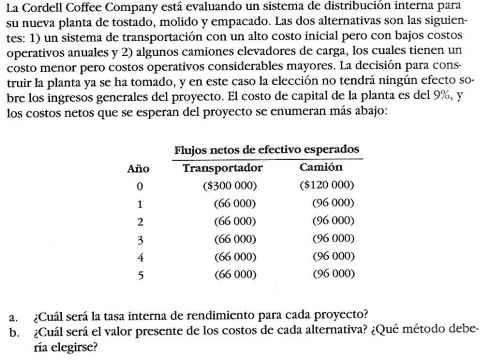 La Cordell Coffee Company está evaluando un sistema de distribución interna para
su nueva planta de tostado, molido y empacado. Las dos alternativas son las siguien-
tes: 1) un sistema de transportación con un alto costo inicial pero con bajos costos
operativos anuales y 2) algunos camiones elevadores de carga, los cuales tienen un
costo menor pero costos operativos considerables mayores. La decisión para cons-
truir la planta ya se ha tomado, y en este caso la elección no tendrá ningún efecto so-
bre los ingresos generales del proyecto. El costo de capital de la planta es del 9%, y
los costos netos que se esperan del proyecto se enumeran más abajo:
Flujos netos de efectivo esperados
Año Transportador Camión
0 ($300 000) ($120 000)
1 (66 000) (96 000)
2 (66 000) (96 000)
3 (66 000) (96 000)
4 (66 000) (96 000)
5 (66 000) (96 000)
a. ¿Cuál será la tasa interna de rendimiento para cada proyecto?
b. ¿Cuál será el valor presente de los costos de cada alternativa? ¿Qué método debe-
ría elegirse?